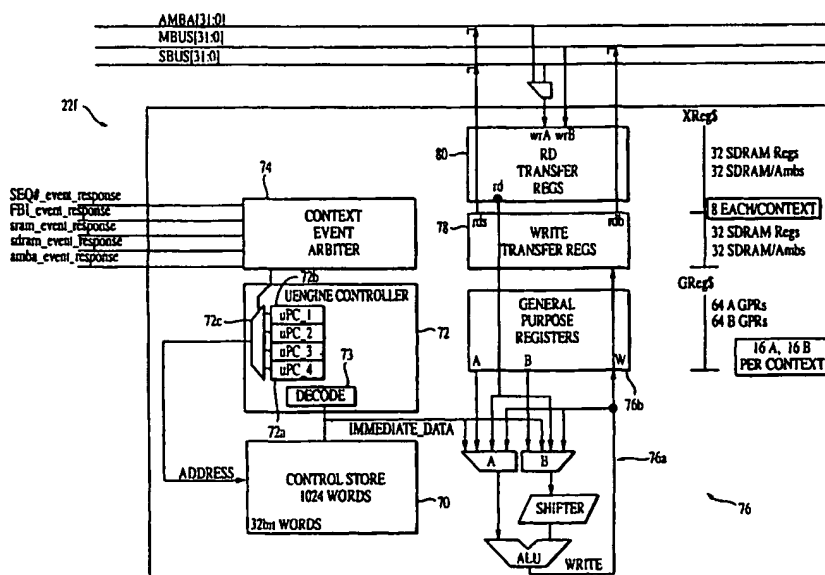 AMBA[31:0]
MBUS[31:0]
SBUS[31:0]
22f
XReg$
wrA wrB
80
RD
TRANSFER
REGS
rd
32 SDRAM Regs
32 SDRAM/Ambs
74
SEQ#_event_response
FBI_event_response
sram_event_response
sdram_event_response
amba_event_response
CONTEXT
EVENT
ARBITER
78
rds
rdb
WRITE
TRANSFER REGS
8 EACH/CONTEXT
32 SDRAM Regs
32 SDRAM/Ambs
GReg$
72b
UENGINE CONTROLLER
72c
uPC_1
uPC_2
uPC_3
uPC_4
72
73
DECODE
72a
GENERAL
PURPOSE
REGISTERS
A B W
64 A GPRs
64 B GPRs
16 A, 16 B
PER CONTEXT
76b
IMMEDIATE_DATA
ADDRESS
CONTROL STORE
1024 WORDS
32bit WORDS
70
A B
76a
SHIFTER
76
ALU
WRITE